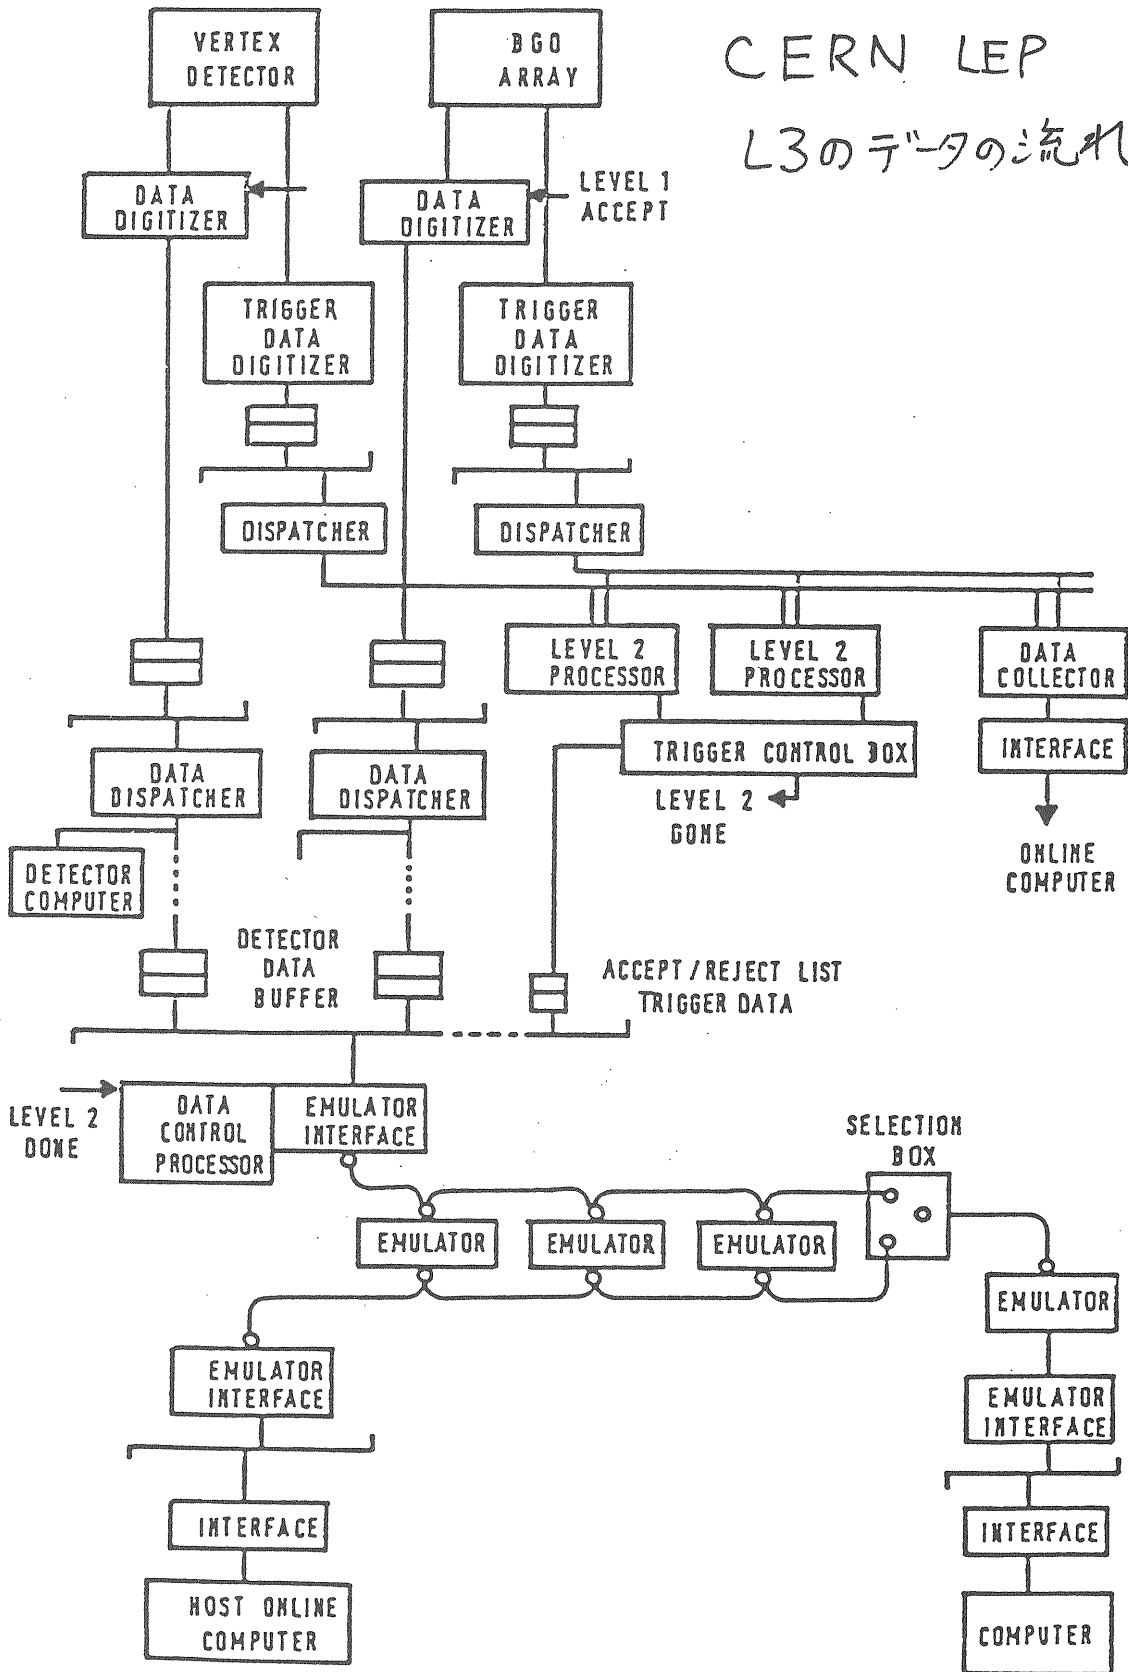 CERN LEP
L3のデータの流れ
VERTEX
DETECTOR
BGO
ARRAY
DATA
DIGITIZER
DATA
DIGITIZER
LEVEL 1
ACCEPT
TRIGGER
DATA
DIGITIZER
TRIGGER
DATA
DIGITIZER
DISPATCHER
DISPATCHER
LEVEL 2
PROCESSOR
LEVEL 2
PROCESSOR
DATA
COLLECTOR
TRIGGER CONTROL BOX
INTERFACE
DATA
DISPATCHER
DATA
DISPATCHER
LEVEL 2
DONE
ONLINE
COMPUTER
DETECTOR
COMPUTER
DETECTOR
DATA
BUFFER
ACCEPT/REJECT LIST
TRIGGER DATA
LEVEL 2
DONE
DATA
CONTROL
PROCESSOR
EMULATOR
INTERFACE
SELECTION
BOX
EMULATOR
EMULATOR
EMULATOR
EMULATOR
EMULATOR
INTERFACE
EMULATOR
INTERFACE
INTERFACE
INTERFACE
HOST ONLINE
COMPUTER
COMPUTER